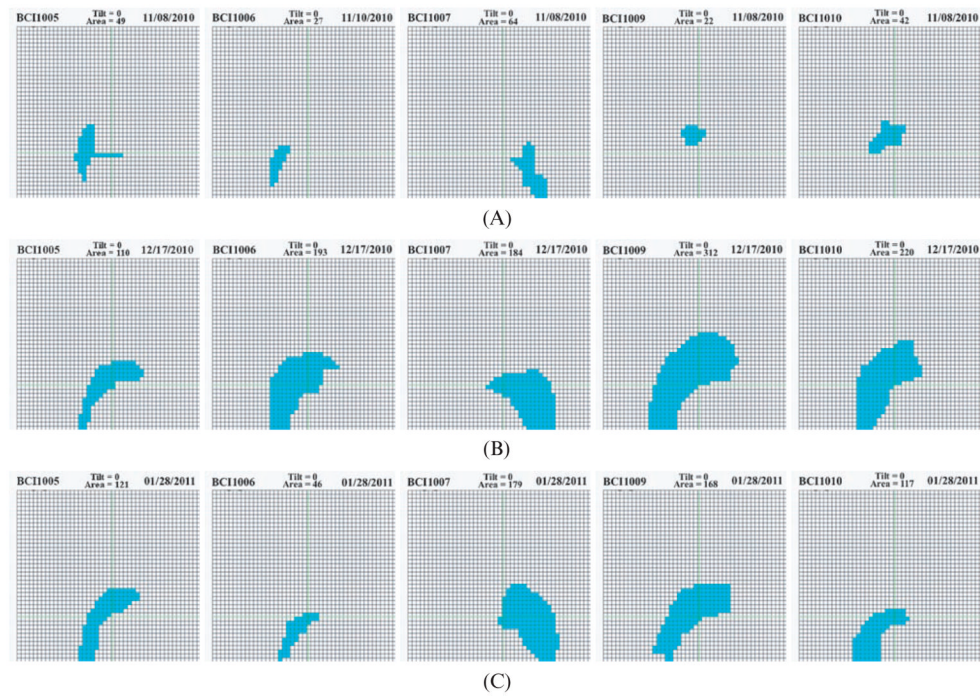 BCI1005 Tilt = 0 11/08/2010
Area = 49
BCI1006 Tilt = 0 11/10/2010
Area = 27
BCI1007 Tilt = 0 11/08/2010
Area = 64
BCI1009 Tilt = 0 11/08/2010
Area = 22
BCI1010 Tilt = 0 11/08/2010
Area = 42
(A)
BCI1005 Tilt = 0 12/17/2010
Area = 110
BCI1006 Tilt = 0 12/17/2010
Area = 193
BCI1007 Tilt = 0 12/17/2010
Area = 184
BCI1009 Tilt = 0 12/17/2010
Area = 312
BCI1010 Tilt = 0 12/17/2010
Area = 220
(B)
BCI1005 Tilt = 0 01/28/2011
Area = 121
BCI1006 Tilt = 0 01/28/2011
Area = 46
BCI1007 Tilt = 0 01/28/2011
Area = 179
BCI1009 Tilt = 0 01/28/2011
Area = 168
BCI1010 Tilt = 0 01/28/2011
Area = 117
(C)